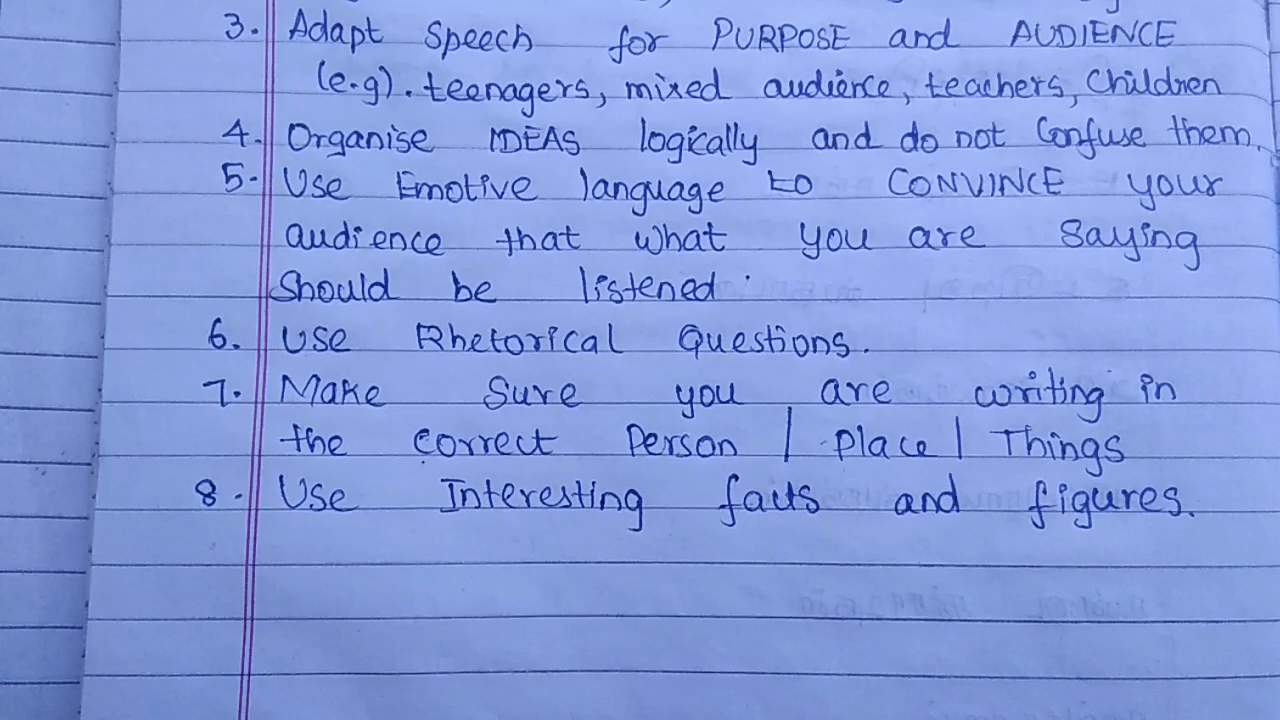 3. Adapt Speech for PURPOSE and AUDIENCE
(e.g). teenagers, mixed audience, teachers, Children
4. Organise IDEAS logically and do not Confuse them.
5. Use Emotive language to CONVINCE your
audience that what you are Saying
Should be listened.
6. Use Rhetorical Questions.
7. Make Sure you are writing in
the correct Person | Place | Things
8. Use Interesting facts and figures.